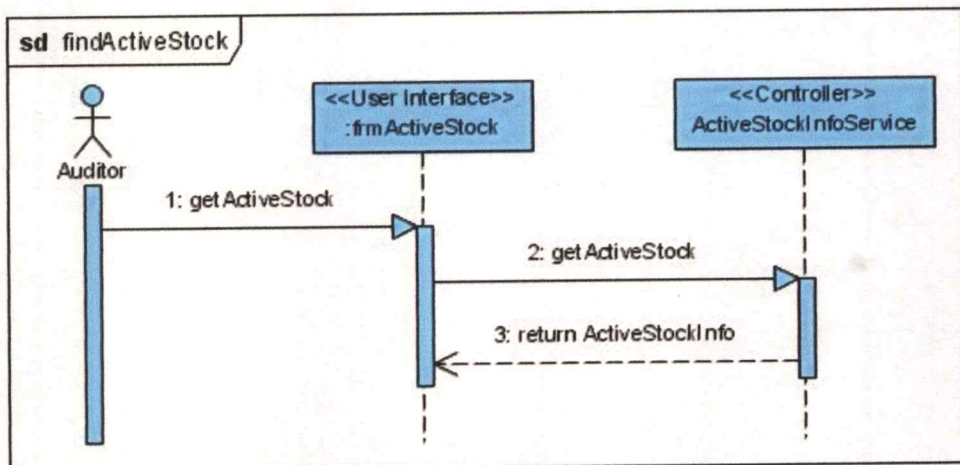 sd findActiveStock
<<User Interface>>
:frmActiveStock
<<Controller>>
ActiveStockInfoService
Auditor
1: getActiveStock
2: getActiveStock
3: return ActiveStockInfo